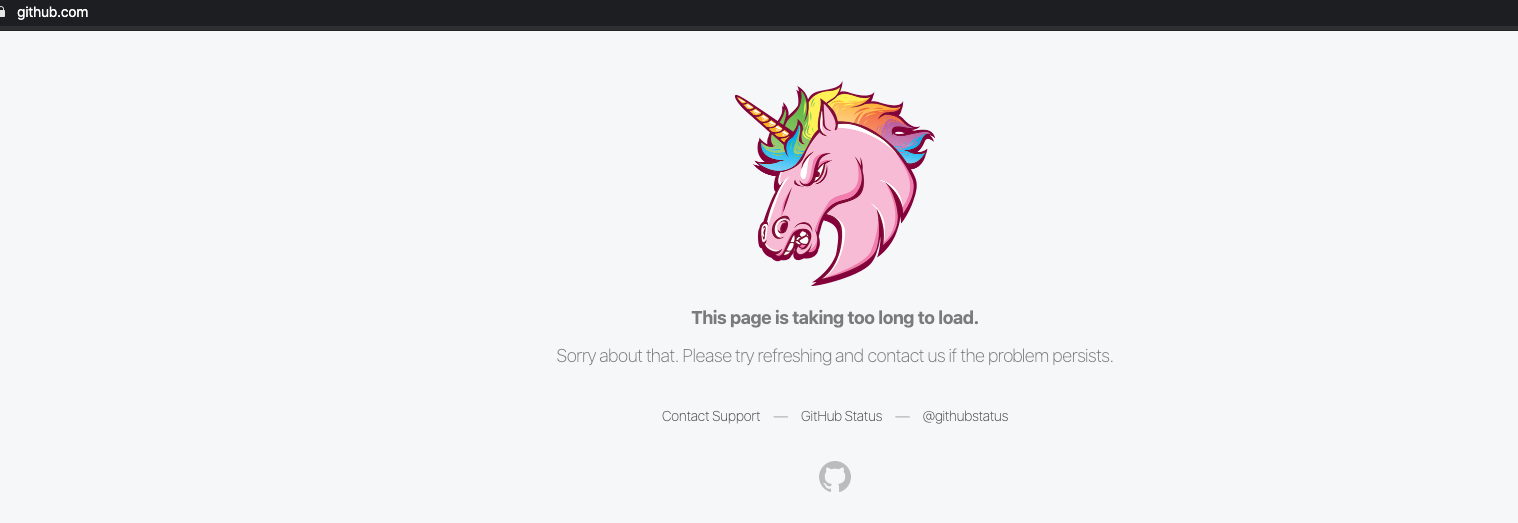 github.com
This page is taking too long to load.
Sorry about that. Please try refreshing and contact us if the problem persists.
Contact Support — GitHub Status — @githubstatus